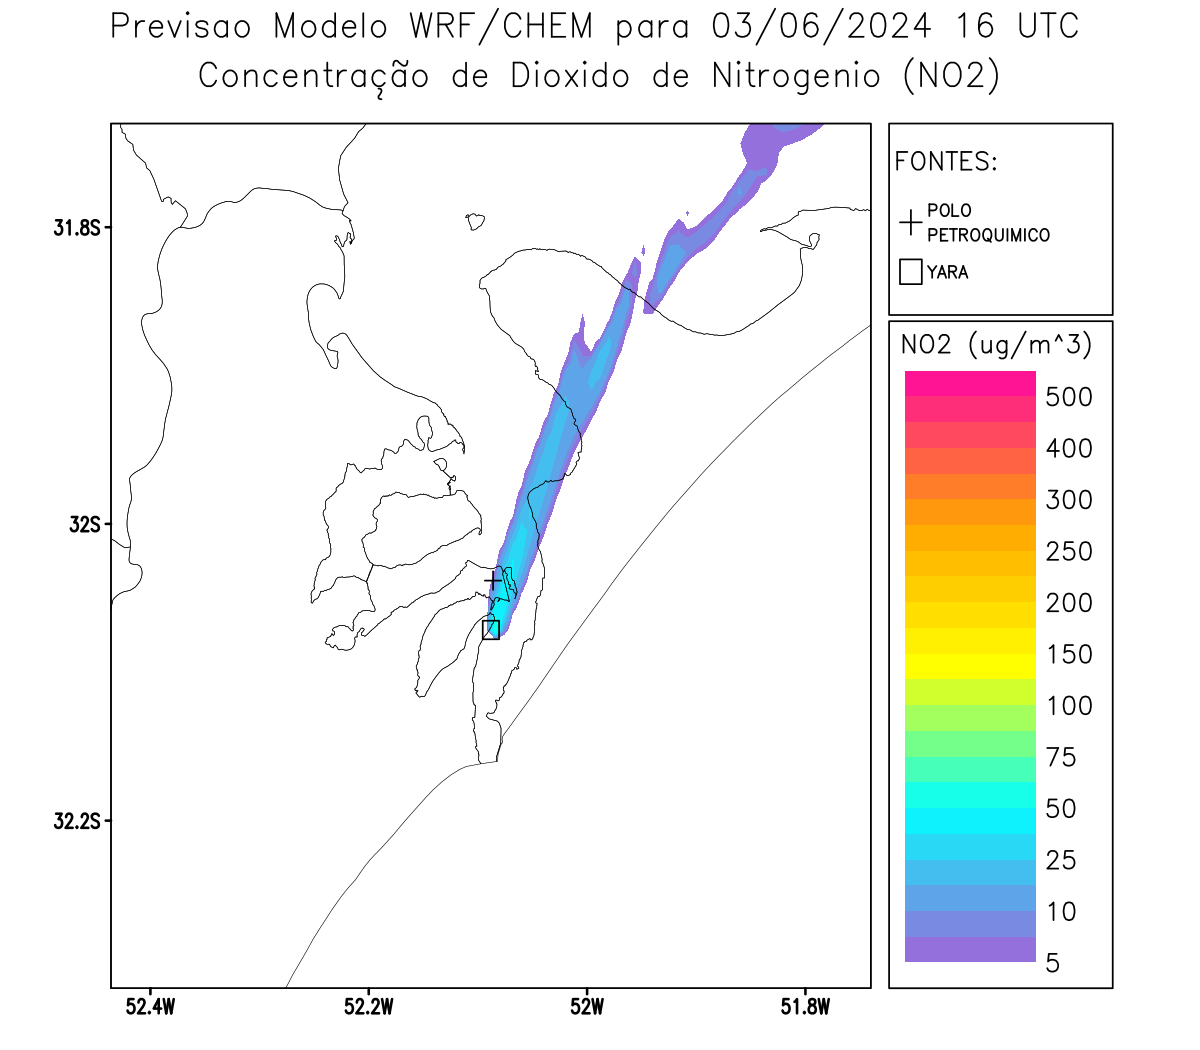 Previsao Modelo WRF/CHEM para 03/06/2024 16 UTC
Concentração de Dioxido de Nitrogenio (NO2)
FONTES:
POLO
PETROQUIMICO
YARA
31.8S
32S
32.2S
52.4W
52.2W
52W
51.8W
NO2 (ug/m^3)
500
400
300
250
200
150
100
75
50
25
10
5